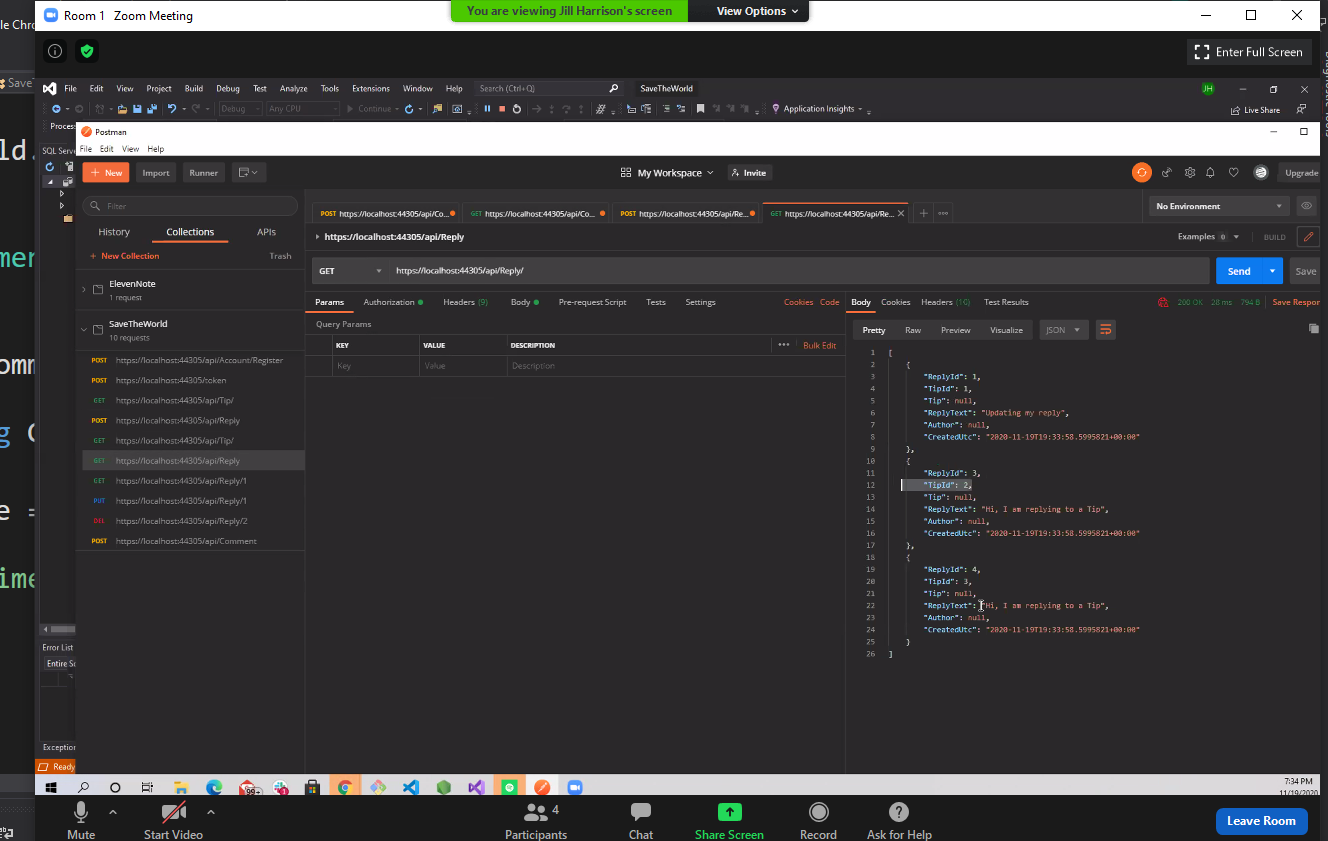 You are viewing Jill Harrison's screen View Options
Room 1 Zoom Meeting
Enter Full Screen
File Edit View Project Build Debug Test Analyze Tools Extensions Window Help Search (Ctrl+Q) SaveTheWorld JH
Debug Any CPU Continue Application Insights Live Share
Postman
File Edit View Help
New Import Runner My Workspace Invite Upgrade
Filter
History Collections APIs
New Collection Trash
ElevenNote
1 request
SaveTheWorld
10 requests
POST https://localhost:44305/api/Account/Register
POST https://localhost:44305/token
GET https://localhost:44305/api/Tip/
POST https://localhost:44305/api/Reply
GET https://localhost:44305/api/Tip/
GET https://localhost:44305/api/Reply
GET https://localhost:44305/api/Reply/1
PUT https://localhost:44305/api/Reply/1
DEL https://localhost:44305/api/Reply/2
POST https://localhost:44305/api/Comment
POST https://localhost:44305/api/Co... GET https://localhost:44305/api/Co... POST https://localhost:44305/api/Re... GET https://localhost:44305/api/Re...
No Environment
https://localhost:44305/api/Reply
Examples 0 BUILD
GET https://localhost:44305/api/Reply/ Send Save
Params Authorization Headers (9) Body Pre-request Script Tests Settings Cookies Code
Query Params
KEY VALUE DESCRIPTION Bulk Edit
Key Value Description
Body Cookies Headers (10) Test Results 200 OK 28 ms 794 B Save Respor
Pretty Raw Preview Visualize JSON
1 [
2 {
3 "ReplyId": 1,
4 "TipId": 1,
5 "Tip": null,
6 "ReplyText": "Updating my reply",
7 "Author": null,
8 "CreatedUtc": "2020-11-19T19:33:58.5995821+00:00"
9 },
10 {
11 "ReplyId": 3,
12 "TipId": 2,
13 "Tip": null,
14 "ReplyText": "Hi, I am replying to a Tip",
15 "Author": null,
16 "CreatedUtc": "2020-11-19T19:33:58.5995821+00:00"
17 },
18 {
19 "ReplyId": 4,
20 "TipId": 3,
21 "Tip": null,
22 "ReplyText": "Hi, I am replying to a Tip",
23 "Author": null,
24 "CreatedUtc": "2020-11-19T19:33:58.5995821+00:00"
25 }
26 ]
Error List
Entire So
Exception
Ready
99+
7:34 PM
11/19/2020
Mute Start Video Participants 4 Chat Share Screen Record Ask for Help Leave Room